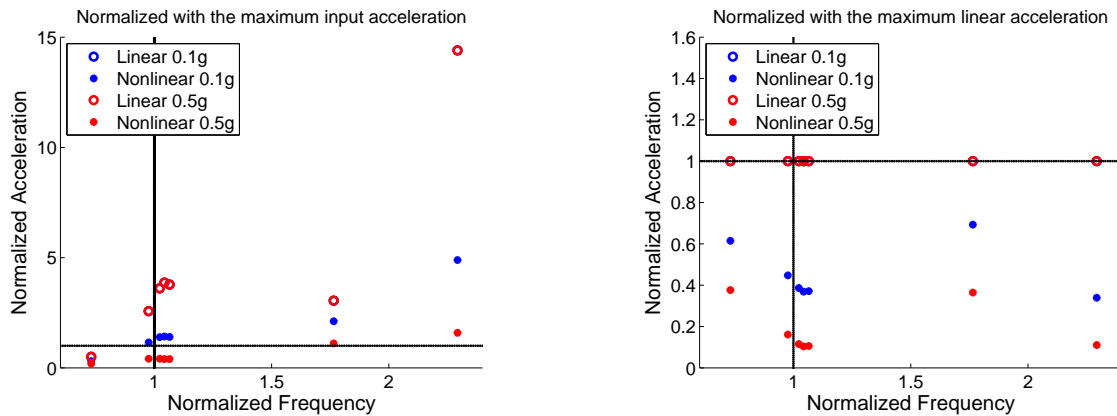 Normalized with the maximum input acceleration
15
10
5
0
1
1.5
2
Normalized Acceleration
Normalized Frequency
Linear 0.1g
Nonlinear 0.1g
Linear 0.5g
Nonlinear 0.5g
Normalized with the maximum linear acceleration
1.6
1.4
1.2
1
0.8
0.6
0.4
0.2
0
1
1.5
2
Normalized Acceleration
Normalized Frequency
Linear 0.1g
Nonlinear 0.1g
Linear 0.5g
Nonlinear 0.5g